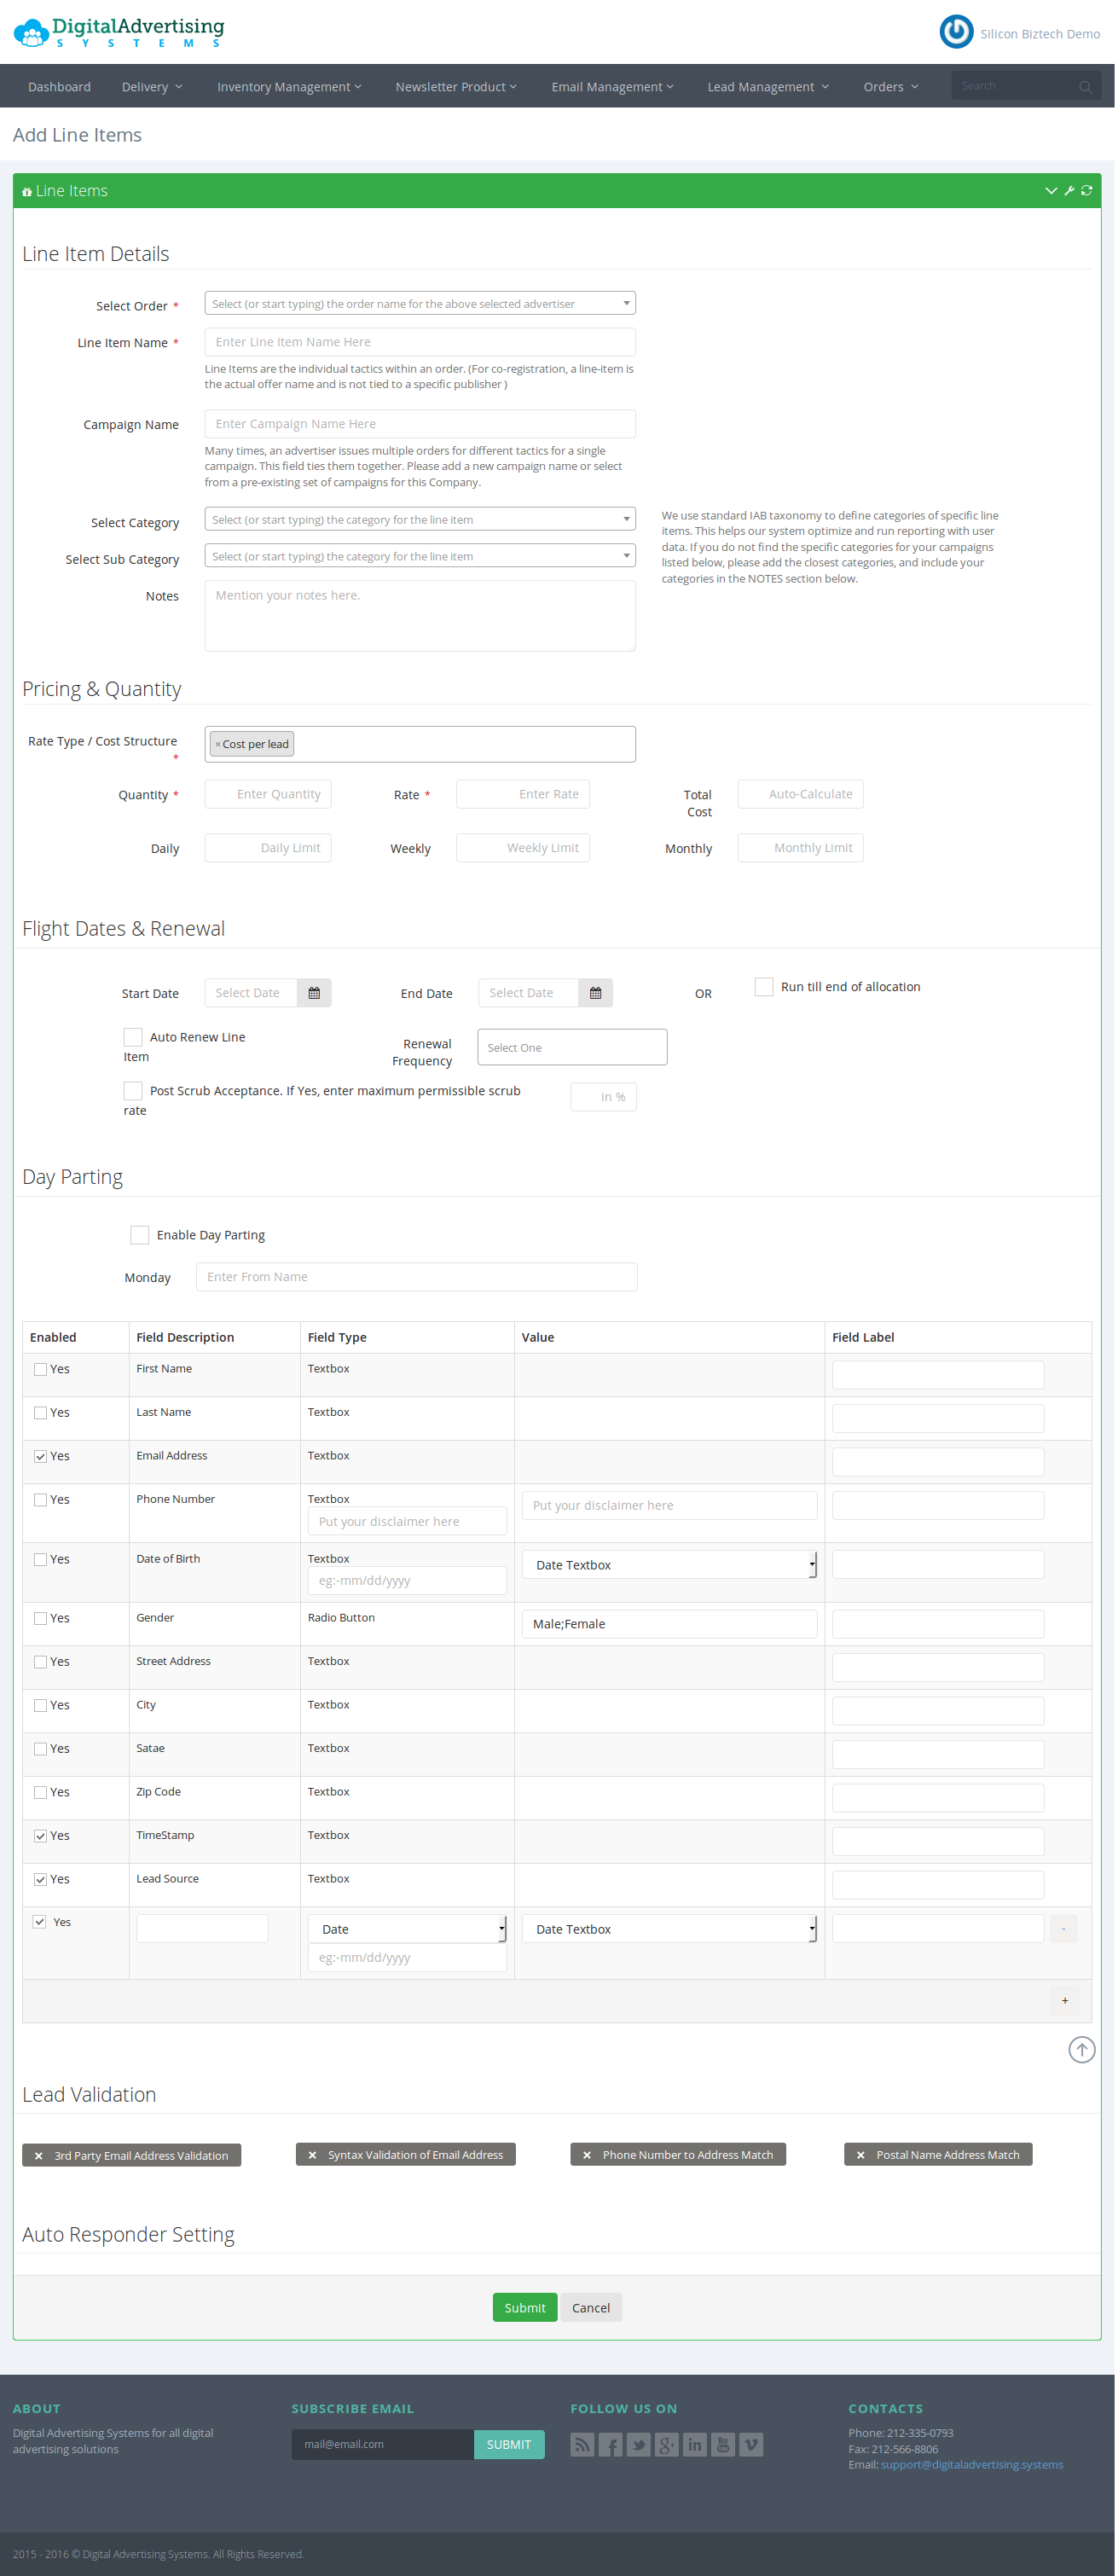 DigitalAdvertising
SYSTEMS
Silicon Biztech Demo
Dashboard Delivery Inventory Management Newsletter Product Email Management Lead Management Orders Search
Add Line Items
Line Items
Line Item Details
Select Order * Select (or start typing) the order name for the above selected advertiser
Line Item Name * Enter Line Item Name Here
Line Items are the individual tactics within an order. (For co-registration, a line-item is
the actual offer name and is not tied to a specific publisher )
Campaign Name Enter Campaign Name Here
Many times, an advertiser issues multiple orders for different tactics for a single
campaign. This field ties them together. Please add a new campaign name or select
from a pre-existing set of campaigns for this Company.
Select Category Select (or start typing) the category for the line item
Select Sub Category Select (or start typing) the category for the line item
We use standard IAB taxonomy to define categories of specific line
items. This helps our system optimize and run reporting with user
data. If you do not find the specific categories for your campaigns
listed below, please add the closest categories, and include your
categories in the NOTES section below.
Notes Mention your notes here.
Pricing & Quantity
Rate Type / Cost Structure * × Cost per lead
Quantity * Enter Quantity Rate * Enter Rate Total Cost Auto-Calculate
Daily Daily Limit Weekly Weekly Limit Monthly Monthly Limit
Flight Dates & Renewal
Start Date Select Date End Date Select Date OR Run till end of allocation
Auto Renew Line
Item
Renewal
Frequency
Select One
Post Scrub Acceptance. If Yes, enter maximum permissible scrub
rate
In %
Day Parting
Enable Day Parting
Monday Enter From Name
Enabled Field Description Field Type Value Field Label
Yes First Name Textbox
Yes Last Name Textbox
Yes Email Address Textbox
Yes Phone Number Textbox Put your disclaimer here
Put your disclaimer here
Yes Date of Birth Textbox Date Textbox
eg:-mm/dd/yyyy
Yes Gender Radio Button Male;Female
Yes Street Address Textbox
Yes City Textbox
Yes Satae Textbox
Yes Zip Code Textbox
Yes TimeStamp Textbox
Yes Lead Source Textbox
Yes Date Date Textbox -
eg:-mm/dd/yyyy
+
Lead Validation
× 3rd Party Email Address Validation × Syntax Validation of Email Address × Phone Number to Address Match × Postal Name Address Match
Auto Responder Setting
Submit Cancel
ABOUT
Digital Advertising Systems for all digital
advertising solutions
SUBSCRIBE EMAIL
mail@email.com SUBMIT
FOLLOW US ON
CONTACTS
Phone: 212-335-0793
Fax: 212-566-8806
Email: support@digitaladvertising.systems
2015 - 2016 © Digital Advertising Systems. All Rights Reserved.